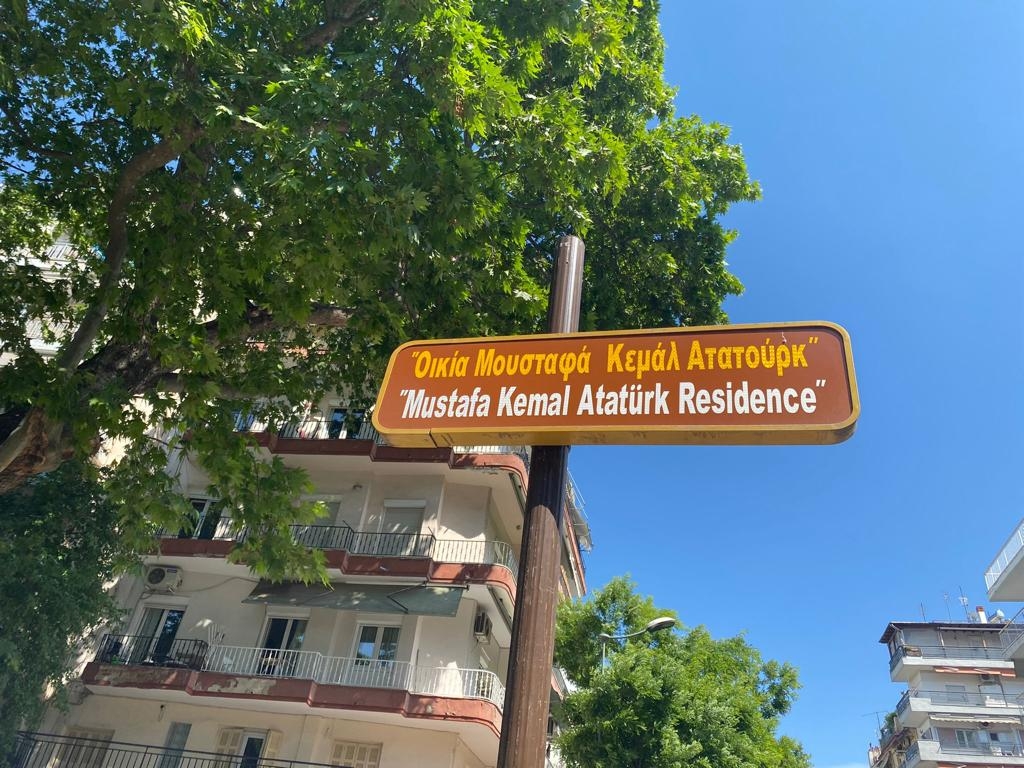 "Οικία Μουσταφά Κεμάλ Ατατούρκ"
"Mustafa Kemal Atatürk Residence"